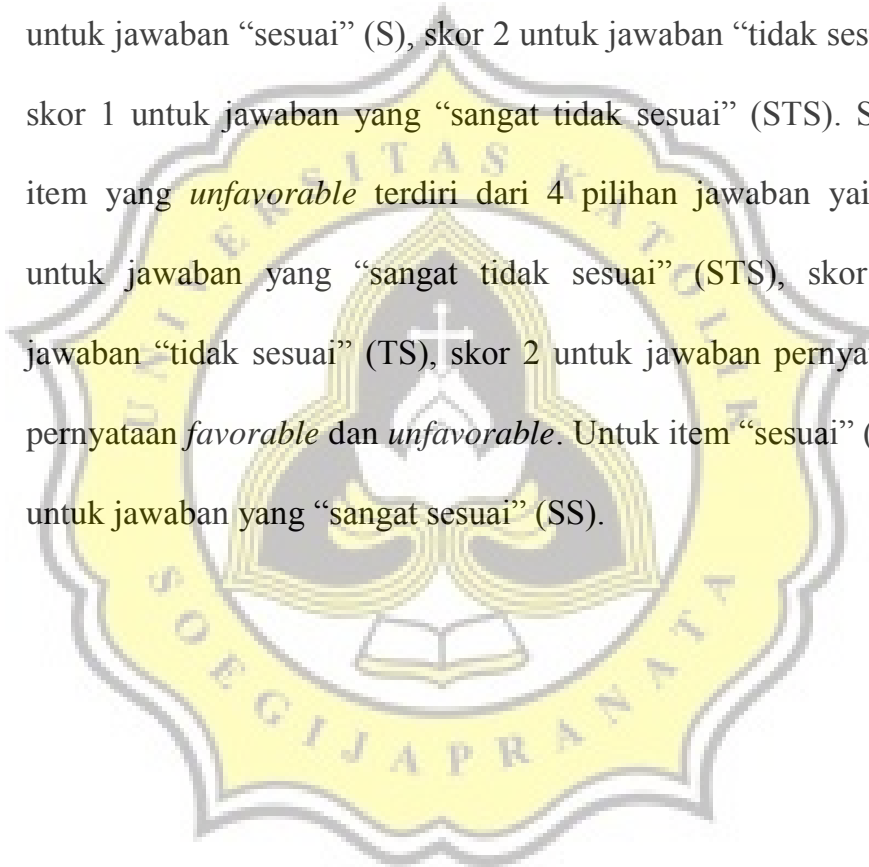 untuk jawaban “sesuai” (S), skor 2 untuk jawaban “tidak ses
skor 1 untuk jawaban yang “sangat tidak sesuai” (STS). S
item yang unfavorable terdiri dari 4 pilihan jawaban yai
untuk jawaban yang “sangat tidak sesuai” (STS), skor
jawaban “tidak sesuai” (TS), skor 2 untuk jawaban pernya
pernyataan favorable dan unfavorable. Untuk item “sesuai” (
untuk jawaban yang “sangat sesuai” (SS).
UNIVERSITAS KATOLIK
SOEGIJAPRANATA